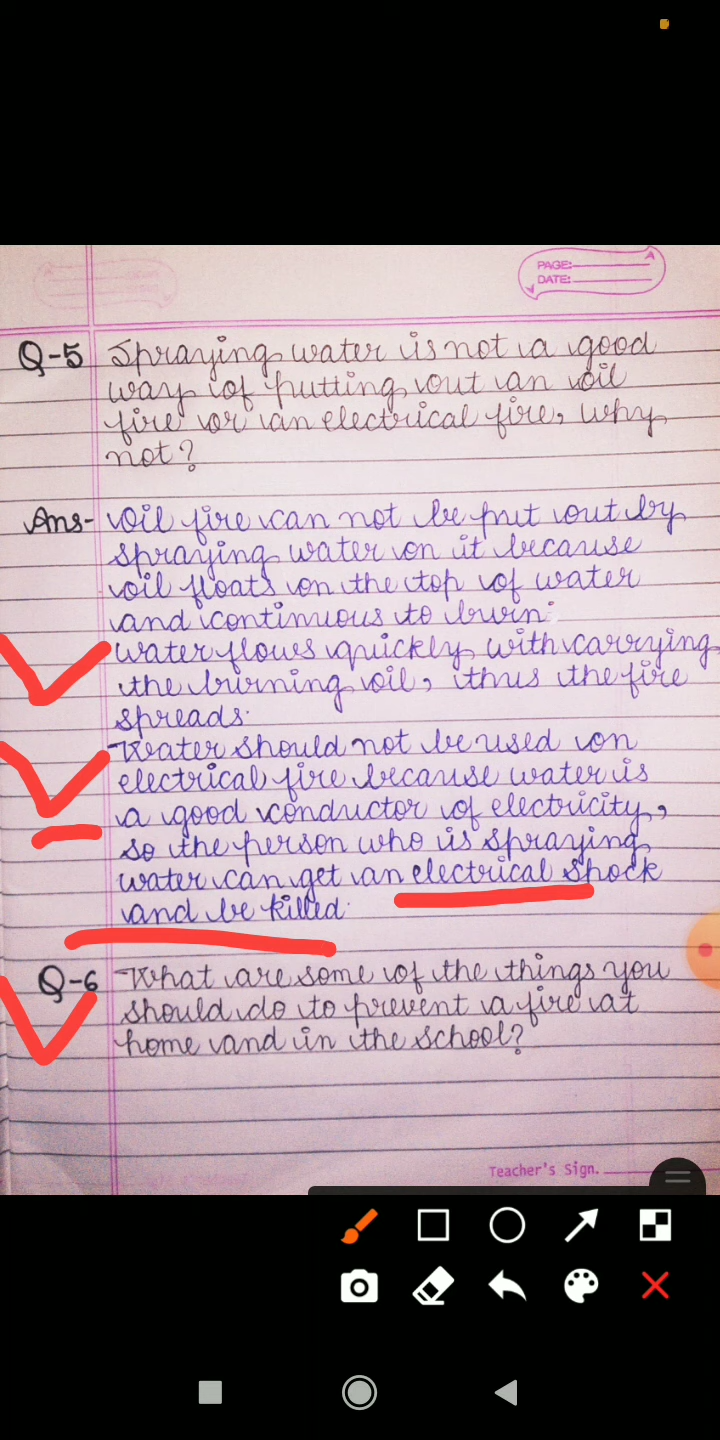 PAGE:
DATE:
Q-5 Spraying water is not a good
way of putting out an oil
fire or an electrical fire, why
not?
Ans- Oil fire can not be put out by
spraying water on it because
oil floats on the top of water
and continuous to burn.
water flows quickly with carrying
the burning oil, thus the fire
spreads.
Water should not be used on
electrical fire because water is
a good conductor of electricity,
so the person who is spraying
water can get an electrical shock
and be killed.
Q-6 What are some of the things you
should do to prevent a fire at
home and in the school?
Teacher's Sign.